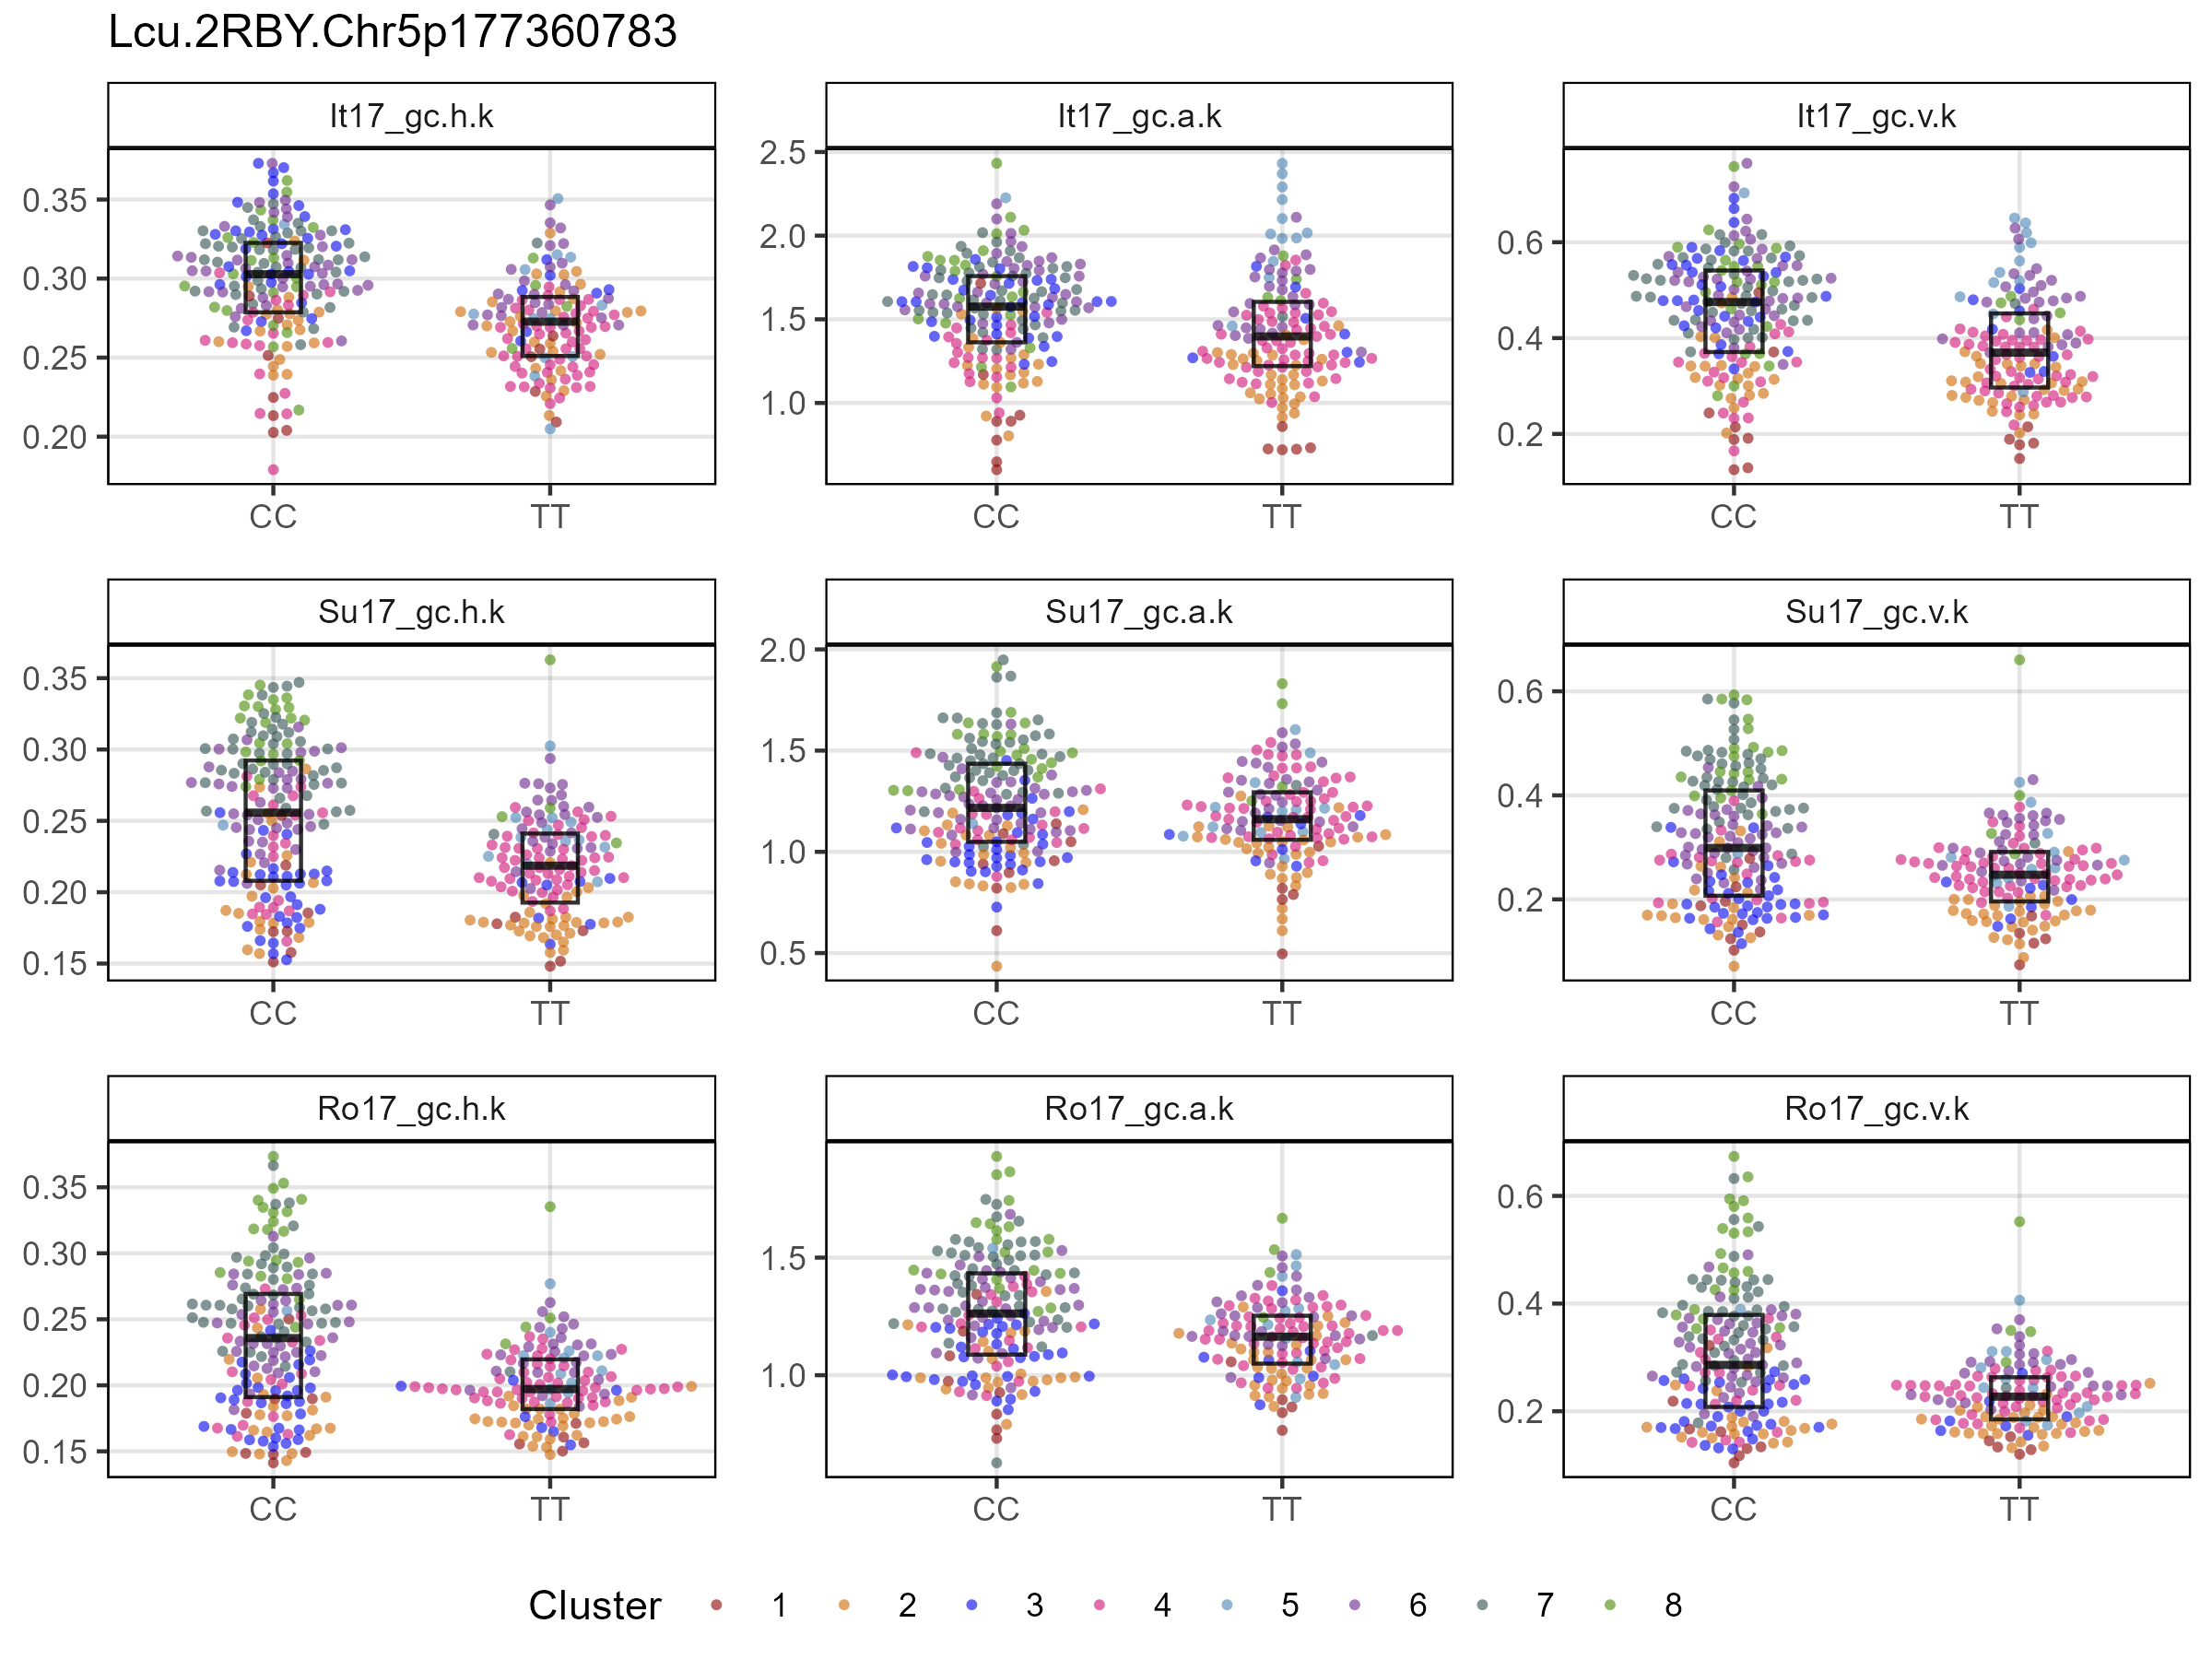 Lcu.2RBY.Chr5p177360783
It17_gc.h.k
It17_gc.a.k
It17_gc.v.k
0.35
0.30
0.25
0.20
CC TT
2.5
2.0
1.5
1.0
CC TT
0.6
0.4
0.2
CC TT
Su17_gc.h.k
Su17_gc.a.k
Su17_gc.v.k
0.35
0.30
0.25
0.20
0.15
CC TT
2.0
1.5
1.0
0.5
CC TT
0.6
0.4
0.2
CC TT
Ro17_gc.h.k
Ro17_gc.a.k
Ro17_gc.v.k
0.35
0.30
0.25
0.20
0.15
CC TT
1.5
1.0
CC TT
0.6
0.4
0.2
CC TT
Cluster 1 2 3 4 5 6 7 8